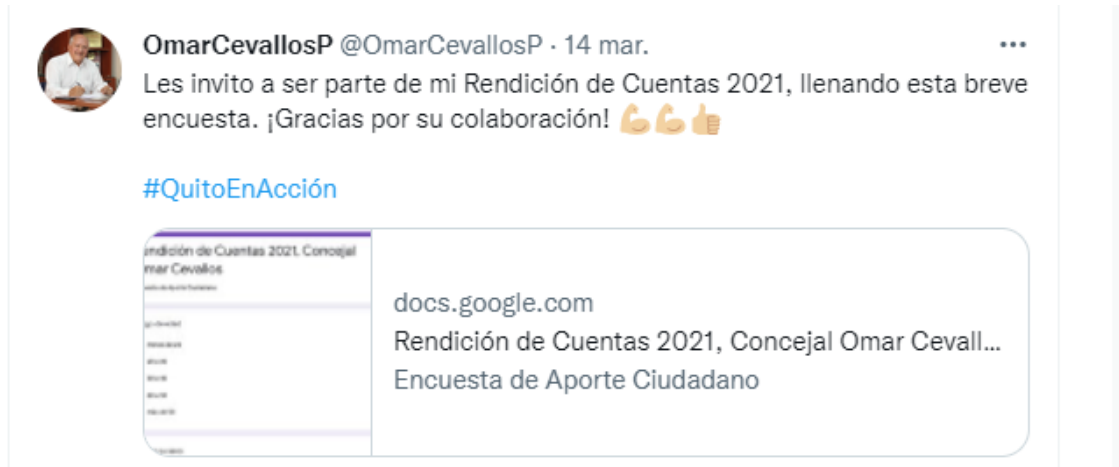 OmarCevallosP @OmarCevallosP · 14 mar.
Les invito a ser parte de mi Rendición de Cuentas 2021, llenando esta breve
encuesta. ¡Gracias por su colaboración! 💪🏼💪🏼👍🏼
#QuitoEnAcción
endición de Cuentas 2021, Concejal
mar Cevallos
docs.google.com
Rendición de Cuentas 2021, Concejal Omar Cevall...
Encuesta de Aporte Ciudadano